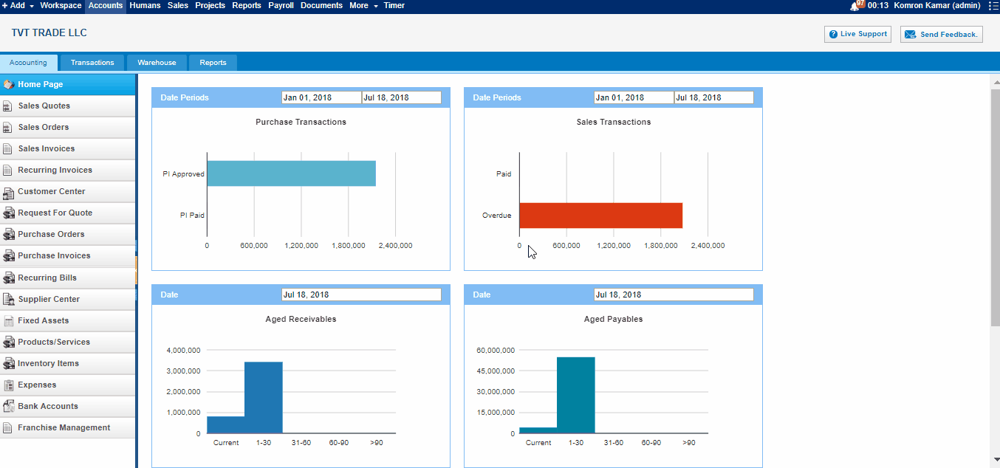 + Add Workspace Accounts Humans Sales Projects Reports Payroll Documents More Timer 97 00:13 Komron Kamar (admin)
TVT TRADE LLC
Live Support Send Feedback.
Accounting Transactions Warehouse Reports
Home Page
Sales Quotes
Sales Orders
Sales Invoices
Recurring Invoices
Customer Center
Request For Quote
Purchase Orders
Purchase Invoices
Recurring Bills
Supplier Center
Fixed Assets
Products/Services
Inventory Items
Expenses
Bank Accounts
Franchise Management
Date Periods Jan 01, 2018 Jul 18, 2018
Purchase Transactions
PI Approved
PI Paid
0 600,000 1,200,000 1,800,000 2,400,000
Date Periods Jan 01, 2018 Jul 18, 2018
Sales Transactions
Paid
Overdue
0 600,000 1,200,000 1,800,000 2,400,000
Date Jul 18, 2018
Aged Receivables
4,000,000
3,000,000
2,000,000
1,000,000
0
Current 1-30 31-60 60-90 >90
Date Jul 18, 2018
Aged Payables
60,000,000
45,000,000
30,000,000
15,000,000
0
Current 1-30 31-60 60-90 >90